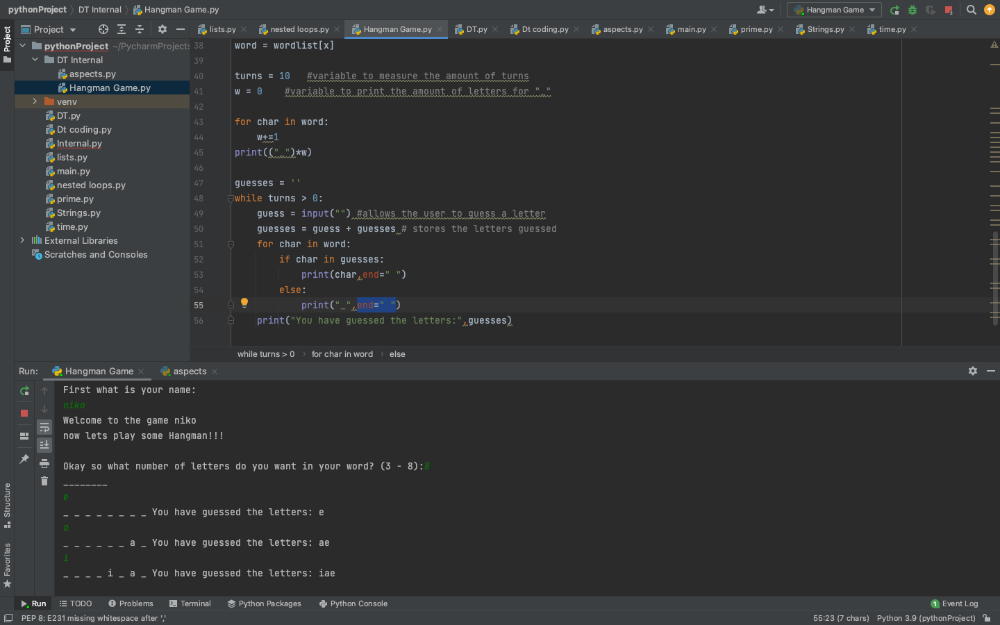 pythonProject DT Internal Hangman Game.py Hangman Game
Project
lists.py nested loops.py Hangman Game.py DT.py Dt coding.py aspects.py main.py prime.py Strings.py time.py
Project
pythonProject ~/PycharmProjects
DT Internal
aspects.py
Hangman Game.py
venv
DT.py
Dt coding.py
Internal.py
lists.py
main.py
nested loops.py
prime.py
Strings.py
time.py
External Libraries
Scratches and Consoles
38 word = wordlist[x]
39
40 turns = 10 #variable to measure the amount of turns
41 w = 0 #variable to print the amount of letters for "_"
42
43 for char in word:
44 w+=1
45 print(("_")*w)
46
47 guesses = ''
48 while turns > 0:
49 guess = input("") #allows the user to guess a letter
50 guesses = guess + guesses # stores the letters guessed
51 for char in word:
52 if char in guesses:
53 print(char,end=" ")
54 else:
55 print("_",end=" ")
56 print("You have guessed the letters:",guesses)
while turns > 0 for char in word else
Run: Hangman Game aspects
First what is your name:
niko
Welcome to the game niko
now lets play some Hangman!!!
Okay so what number of letters do you want in your word? (3 - 8):8
________
e
_ _ _ _ _ _ _ _ You have guessed the letters: e
a
_ _ _ _ _ _ a _ You have guessed the letters: ae
i
_ _ _ _ i _ a _ You have guessed the letters: iae
Structure
Favorites
Run TODO Problems Terminal Python Packages Python Console 1 Event Log
PEP 8: E231 missing whitespace after ',' 55:23 (7 chars) Python 3.9 (pythonProject)